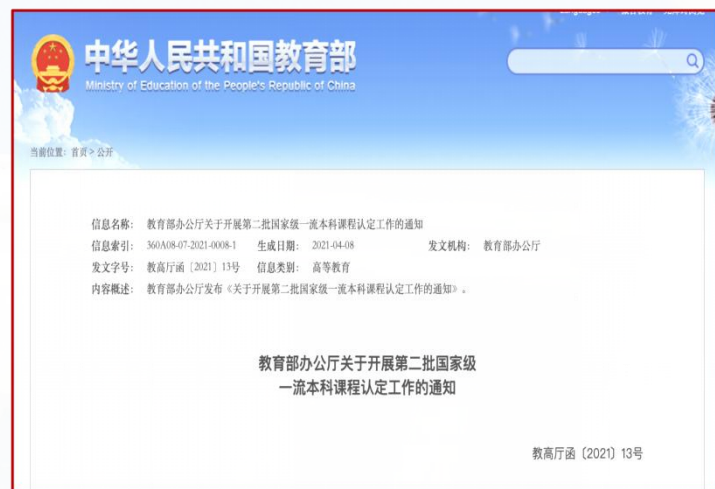 中华人民共和国教育部
Ministry of Education of the People's Republic of China
当前位置：首页 > 公开
信息名称： 教育部办公厅关于开展第二批国家级一流本科课程认定工作的通知
信息索引： 360A08-07-2021-0008-1 生成日期： 2021-04-08 发文机构： 教育部办公厅
发文字号： 教高厅函〔2021〕13号 信息类别： 高等教育
内容概述： 教育部办公厅发布《关于开展第二批国家级一流本科课程认定工作的通知》。
教育部办公厅关于开展第二批国家级
一流本科课程认定工作的通知
教高厅函〔2021〕13号